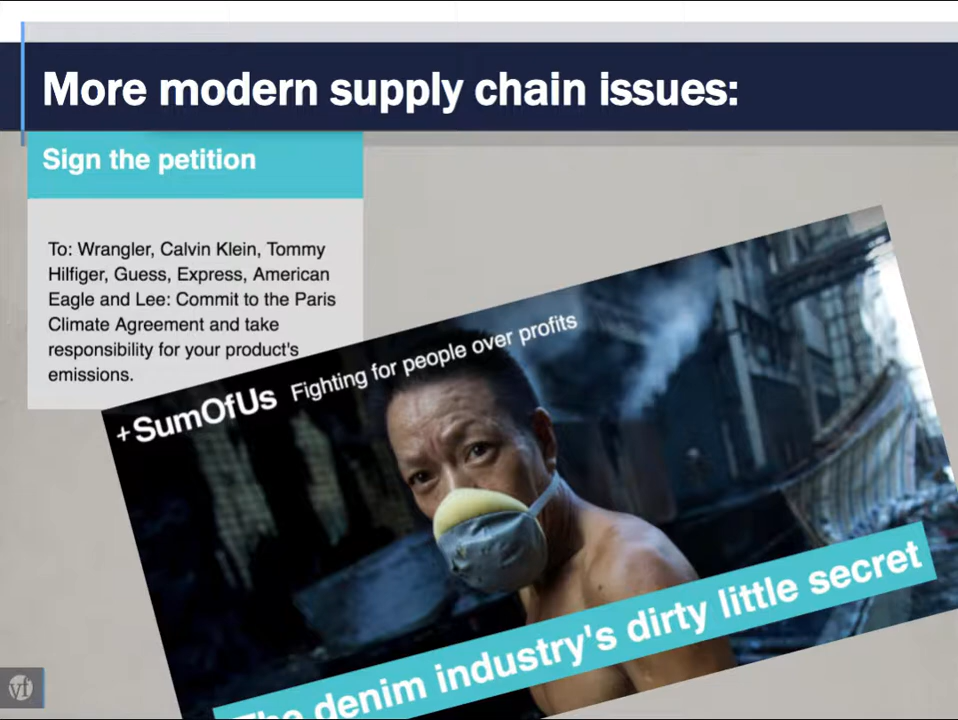 More modern supply chain issues:
Sign the petition
To: Wrangler, Calvin Klein, Tommy
Hilfiger, Guess, Express, American
Eagle and Lee: Commit to the Paris
Climate Agreement and take
responsibility for your product's
emissions.
+SumOfUs Fighting for people over profits
The denim industry's dirty little secret
vt